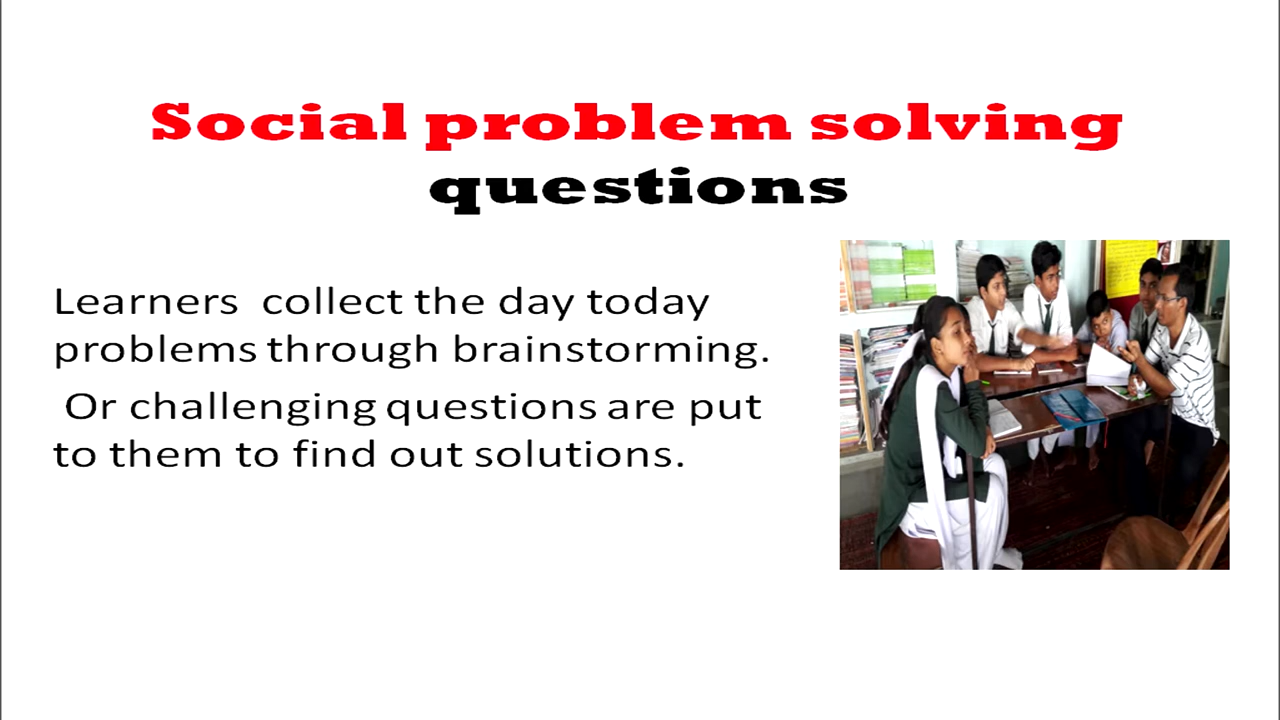 Social problem solving
questions
Learners collect the day today
problems through brainstorming.
Or challenging questions are put
to them to find out solutions.